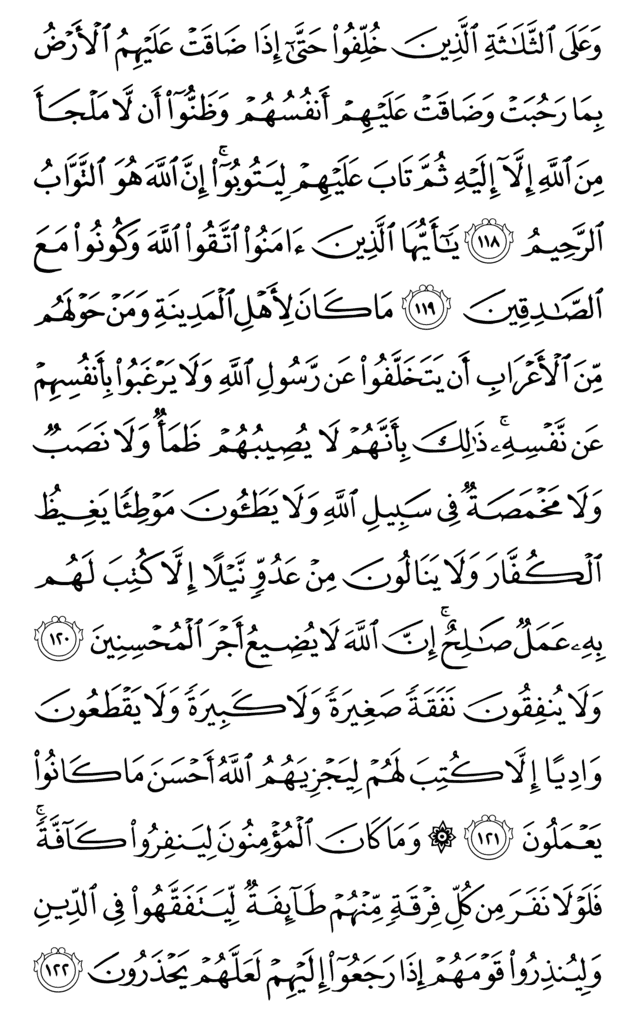 وَعَلَى ٱلثَّلَٰثَةِ ٱلَّذِينَ خُلِّفُوا۟ حَتَّىٰٓ إِذَا ضَاقَتْ عَلَيْهِمُ ٱلْأَرْضُ
بِمَا رَحُبَتْ وَضَاقَتْ عَلَيْهِمْ أَنفُسُهُمْ وَظَنُّوٓا۟ أَن لَّا مَلْجَأَ
مِنَ ٱللَّهِ إِلَّآ إِلَيْهِ ثُمَّ تَابَ عَلَيْهِمْ لِيَتُوبُوٓا۟ۚ إِنَّ ٱللَّهَ هُوَ ٱلتَّوَّابُ
ٱلرَّحِيمُ ١١٨ يَٰٓأَيُّهَا ٱلَّذِينَ ءَامَنُوا۟ ٱتَّقُوا۟ ٱللَّهَ وَكُونُوا۟ مَعَ
ٱلصَّٰدِقِينَ ١١٩ مَا كَانَ لِأَهْلِ ٱلْمَدِينَةِ وَمَنْ حَوْلَهُم
مِّنَ ٱلْأَعْرَابِ أَن يَتَخَلَّفُوا۟ عَن رَّسُولِ ٱللَّهِ وَلَا يَرْغَبُوا۟ بِأَنفُسِهِمْ
عَن نَّفْسِهِۦۚ ذَٰلِكَ بِأَنَّهُمْ لَا يُصِيبُهُمْ ظَمَأٌ وَلَا نَصَبٌ
وَلَا مَخْمَصَةٌ فِى سَبِيلِ ٱللَّهِ وَلَا يَطَـُٔونَ مَوْطِئًا يَغِيظُ
ٱلْكُفَّارَ وَلَا يَنَالُونَ مِنْ عَدُوٍّ نَّيْلًا إِلَّا كُتِبَ لَهُم
بِهِۦ عَمَلٌ صَٰلِحٌۚ إِنَّ ٱللَّهَ لَا يُضِيعُ أَجْرَ ٱلْمُحْسِنِينَ ١٢٠
وَلَا يُنفِقُونَ نَفَقَةً صَغِيرَةً وَلَا كَبِيرَةً وَلَا يَقْطَعُونَ
وَادِيًا إِلَّا كُتِبَ لَهُمْ لِيَجْزِيَهُمُ ٱللَّهُ أَحْسَنَ مَا كَانُوا۟
يَعْمَلُونَ ١٢١ ۞ وَمَا كَانَ ٱلْمُؤْمِنُونَ لِيَنفِرُوا۟ كَآفَّةًۚ
فَلَوْلَا نَفَرَ مِن كُلِّ فِرْقَةٍ مِّنْهُمْ طَآئِفَةٌ لِّيَتَفَقَّهُوا۟ فِى ٱلدِّينِ
وَلِيُنذِرُوا۟ قَوْمَهُمْ إِذَا رَجَعُوٓا۟ إِلَيْهِمْ لَعَلَّهُمْ يَحْذَرُونَ ١٢٢